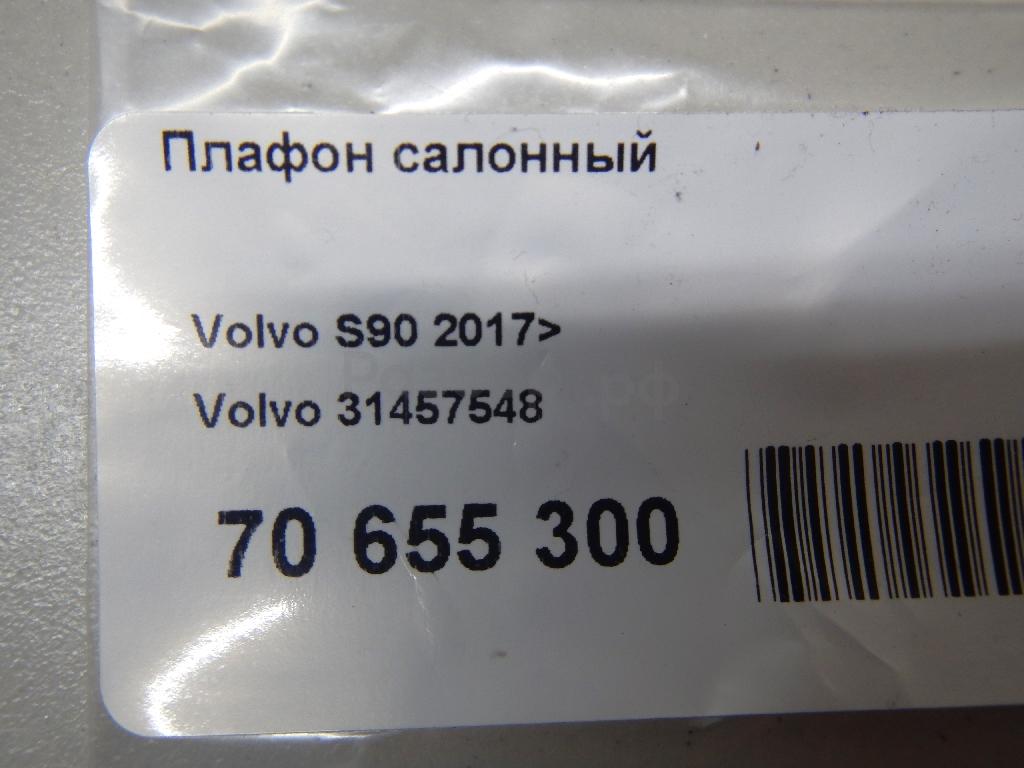 Плафон салонный
Volvo S90 2017>
Volvo 31457548
70 655 300